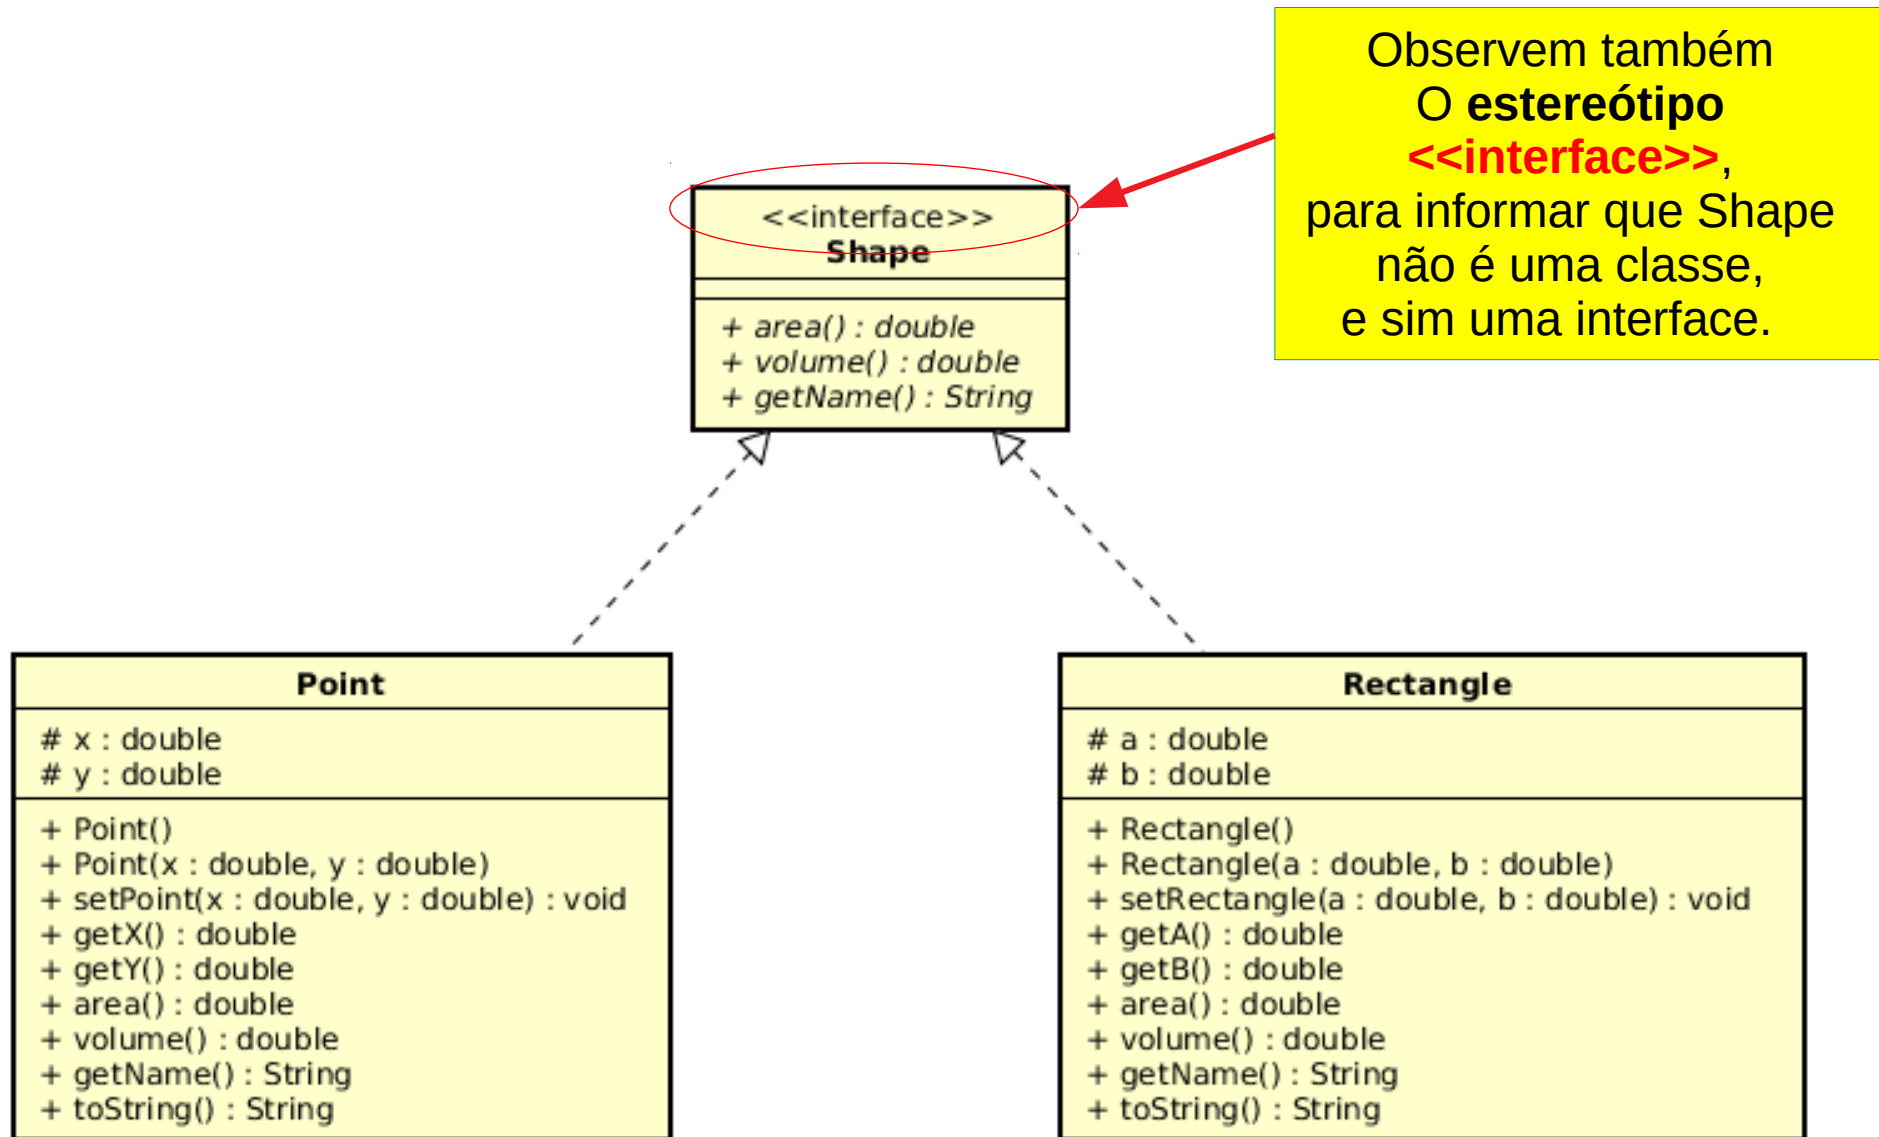 Observem também
O estereótipo
<<interface>>,
para informar que Shape
não é uma classe,
e sim uma interface.
<<interface>>
Shape
+ area() : double
+ volume() : double
+ getName() : String
Point
# x : double
# y : double
+ Point()
+ Point(x : double, y : double)
+ setPoint(x : double, y : double) : void
+ getX() : double
+ getY() : double
+ area() : double
+ volume() : double
+ getName() : String
+ toString() : String
Rectangle
# a : double
# b : double
+ Rectangle()
+ Rectangle(a : double, b : double)
+ setRectangle(a : double, b : double) : void
+ getA() : double
+ getB() : double
+ area() : double
+ volume() : double
+ getName() : String
+ toString() : String